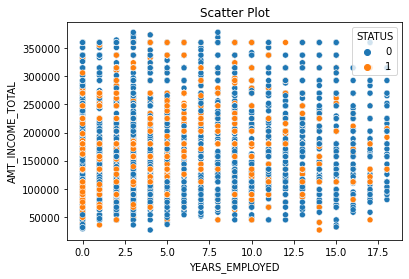 Scatter Plot
STATUS
0
1
350000
300000
250000
200000
150000
100000
50000
AMT_INCOME_TOTAL
0.0 2.5 5.0 7.5 10.0 12.5 15.0 17.5
YEARS_EMPLOYED